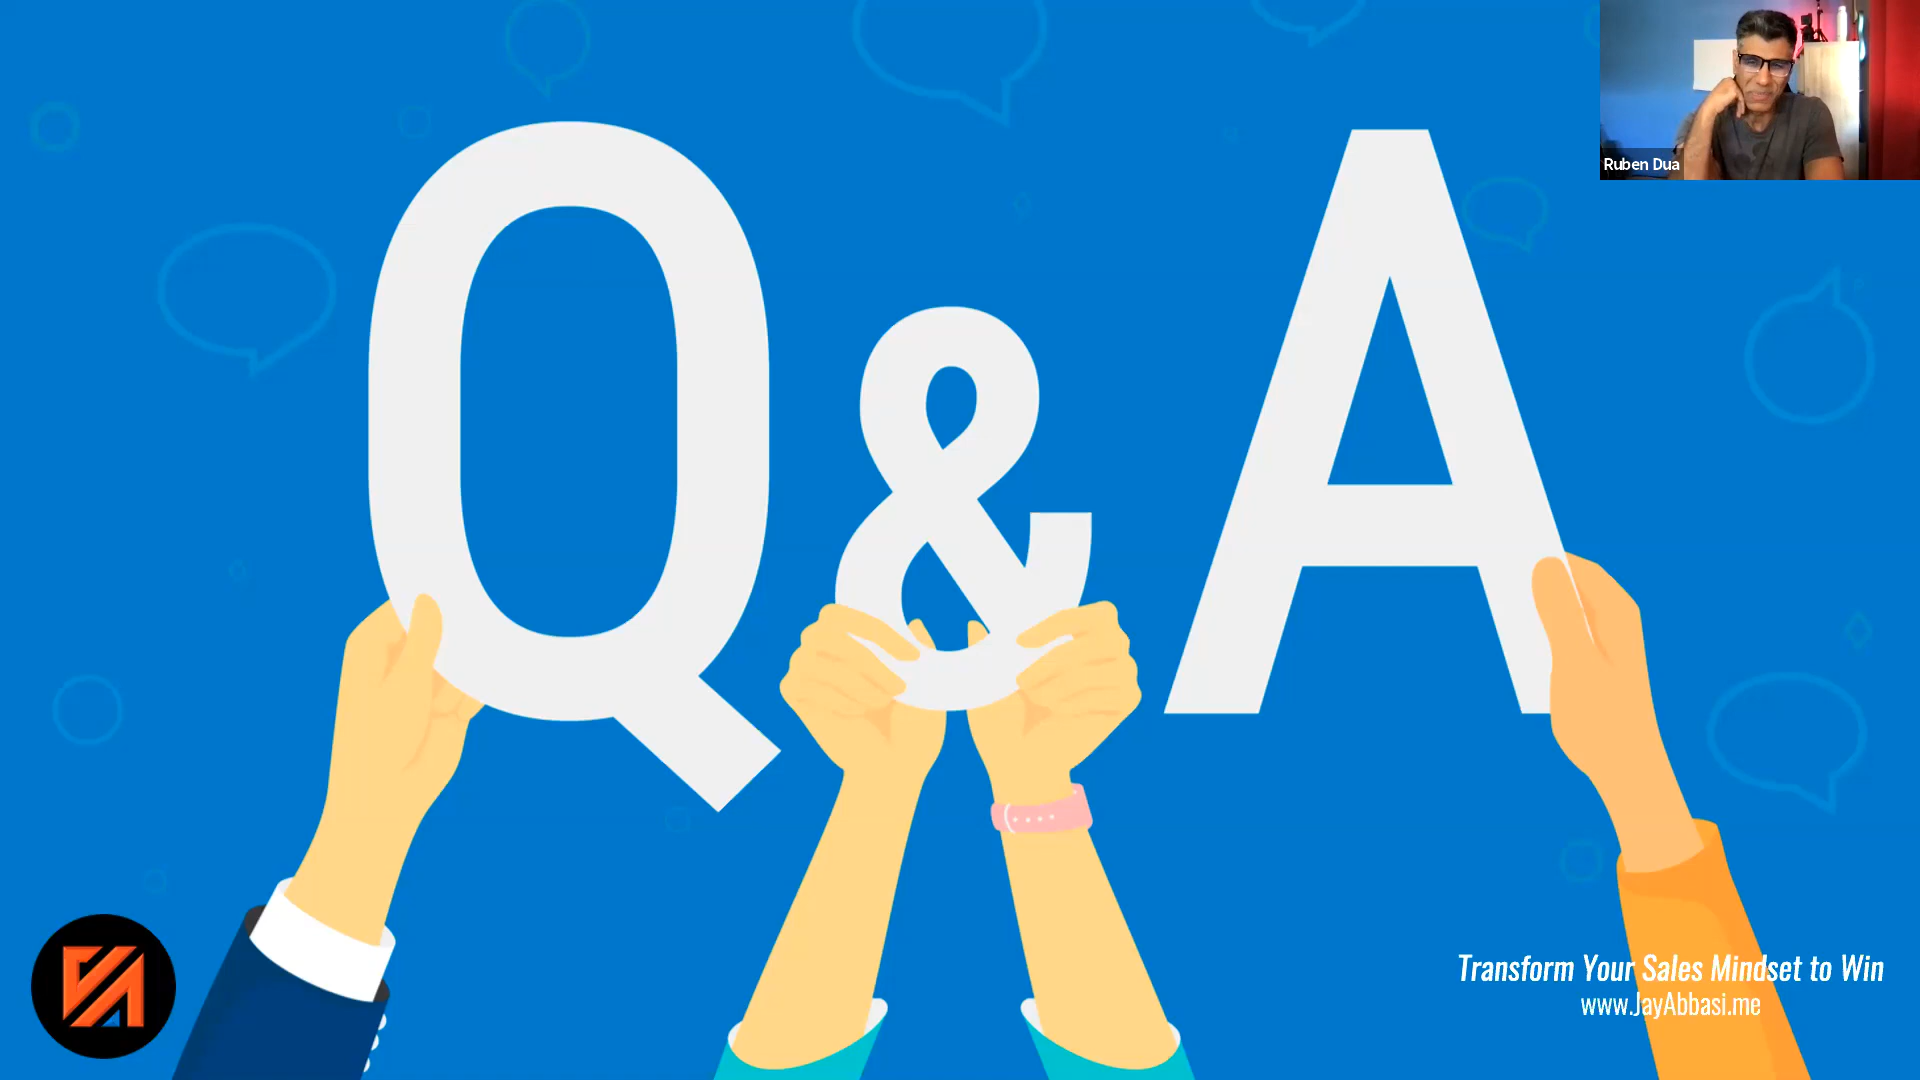 Ruben Dua
Q & A
Transform Your Sales Mindset to Win
www.JayAbbasi.me